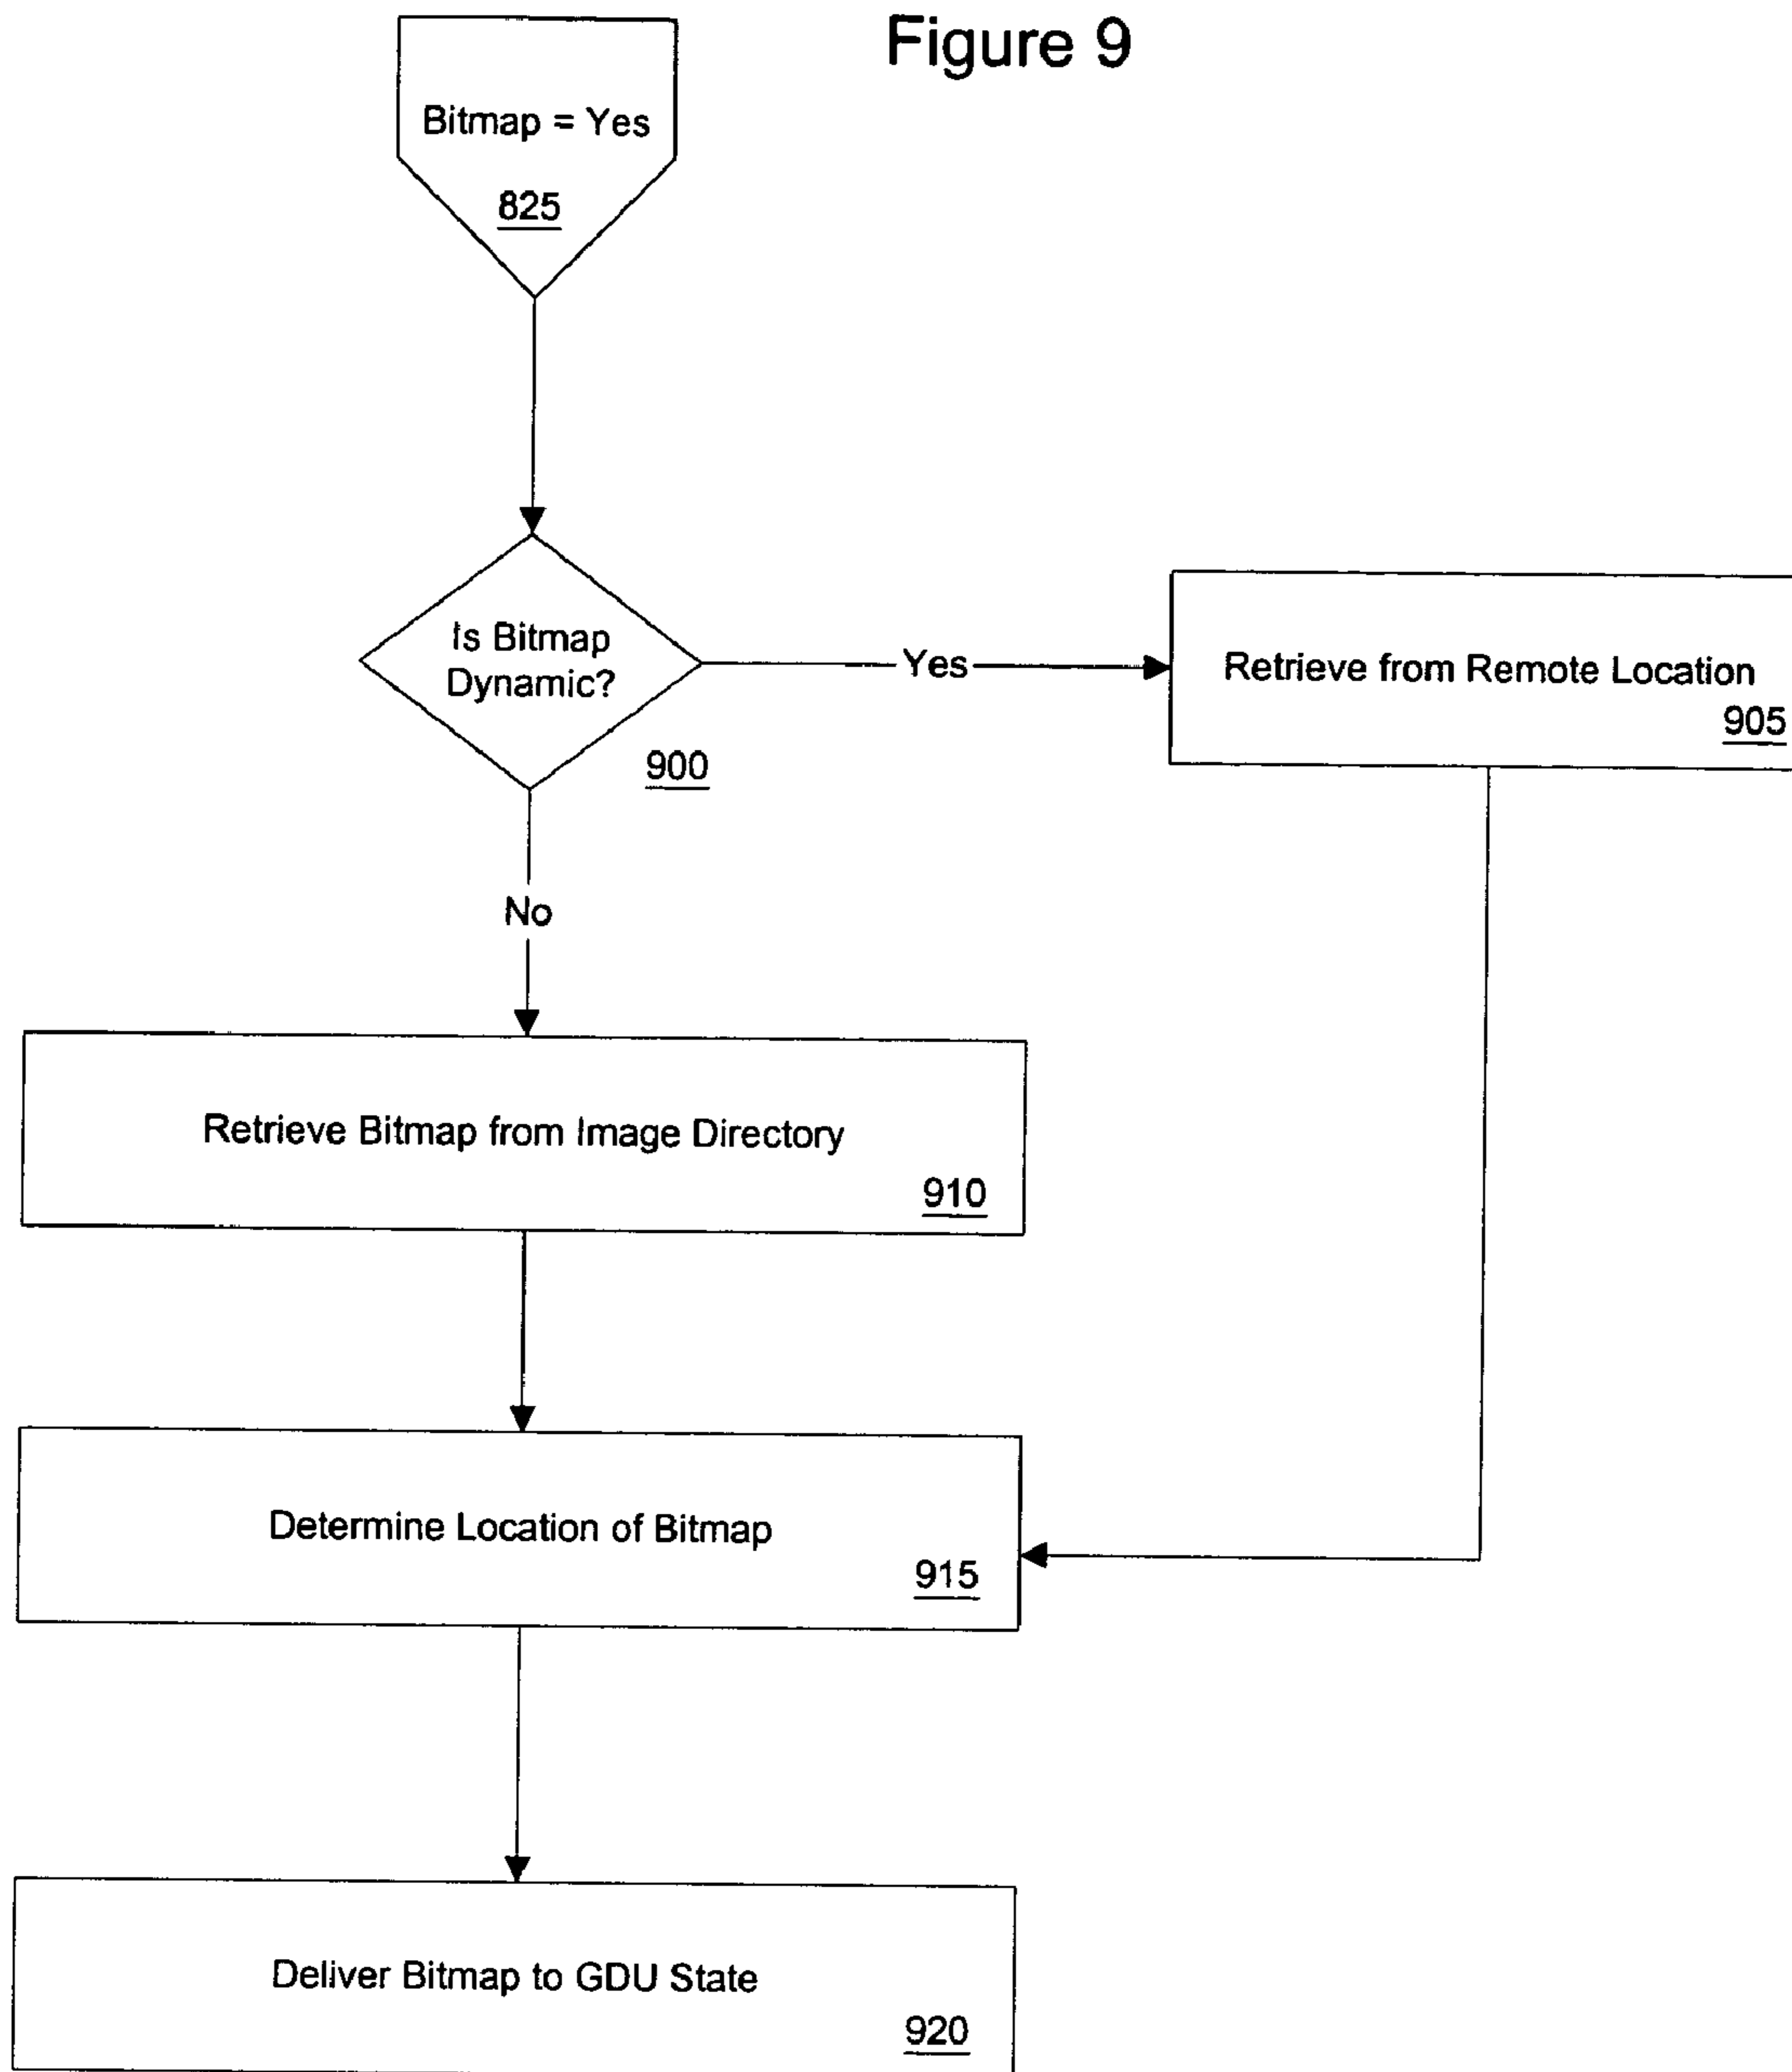 Figure 9
Bitmap = Yes
825
Is Bitmap
Dynamic?
900
Yes
Retrieve from Remote Location
905
No
Retrieve Bitmap from Image Directory
910
Determine Location of Bitmap
915
Deliver Bitmap to GDU State
920